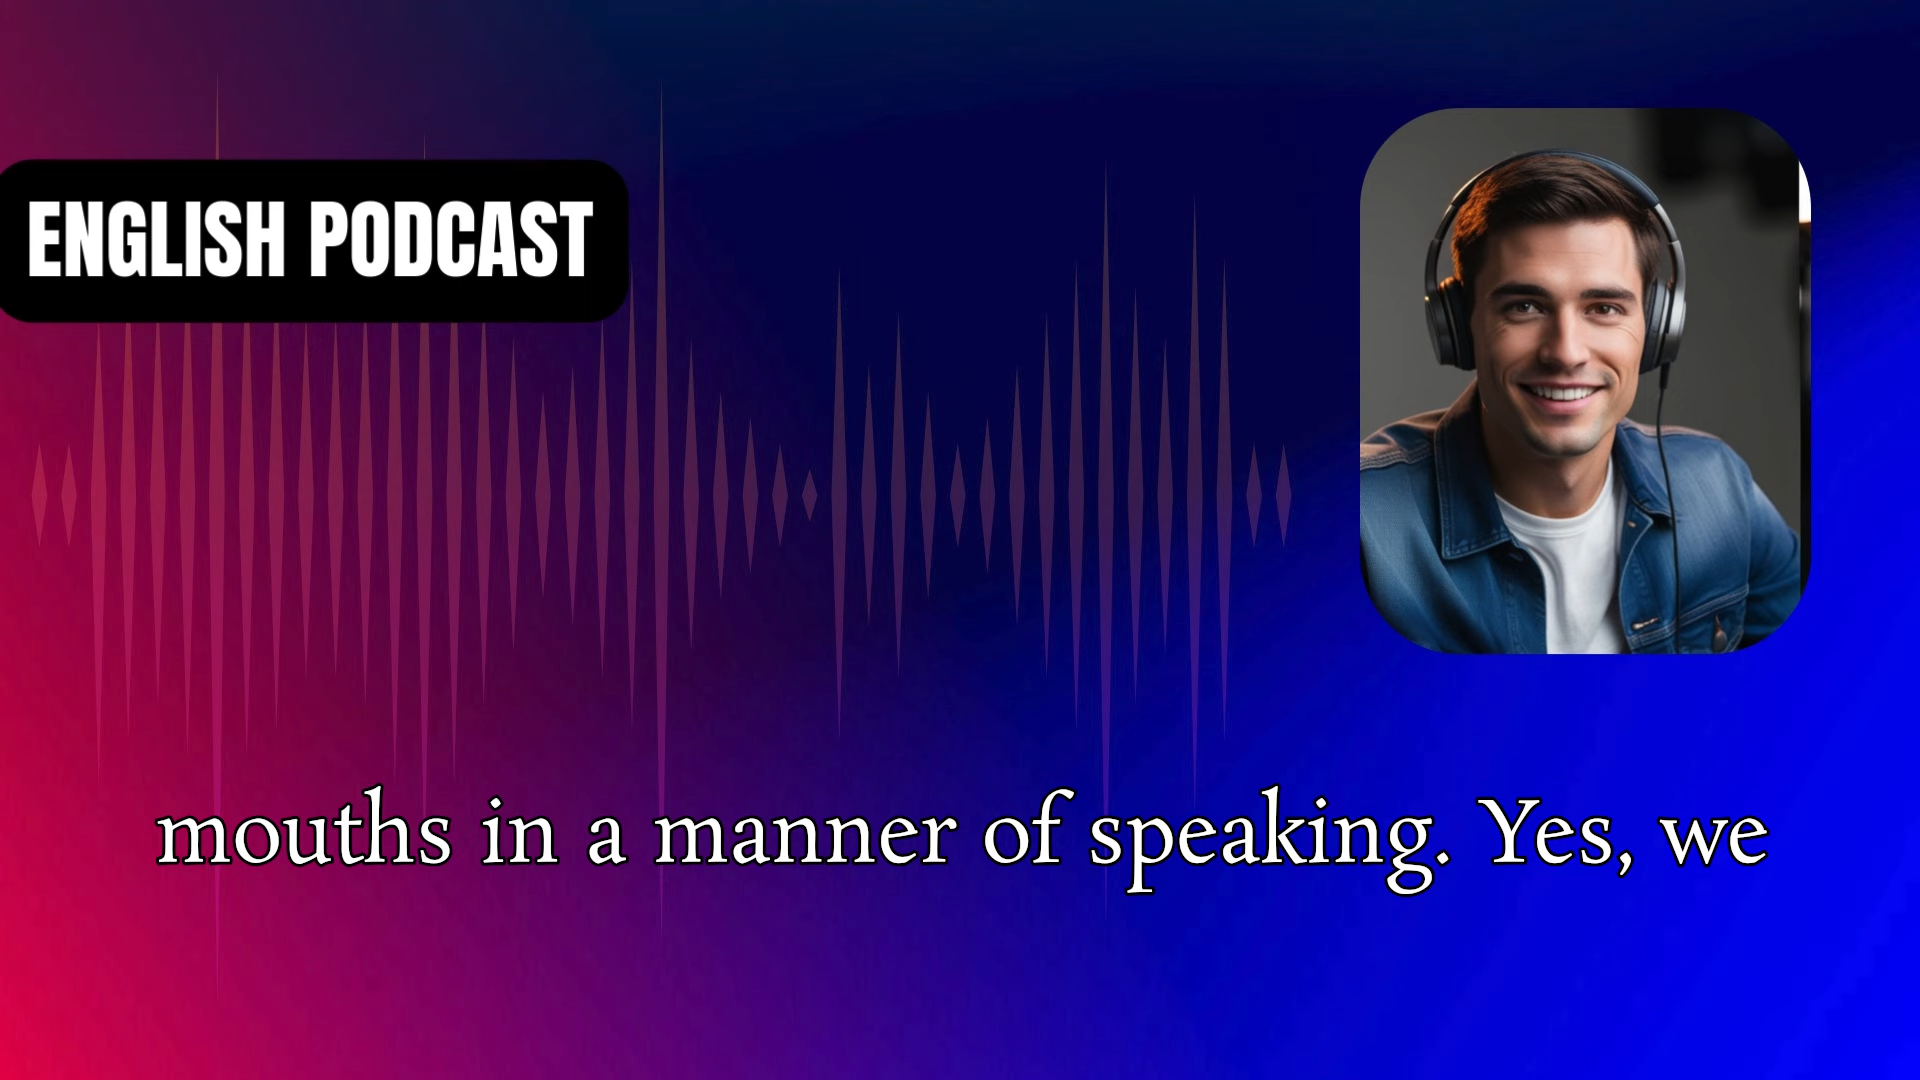 ENGLISH PODCAST
mouths in a manner of speaking. Yes, we